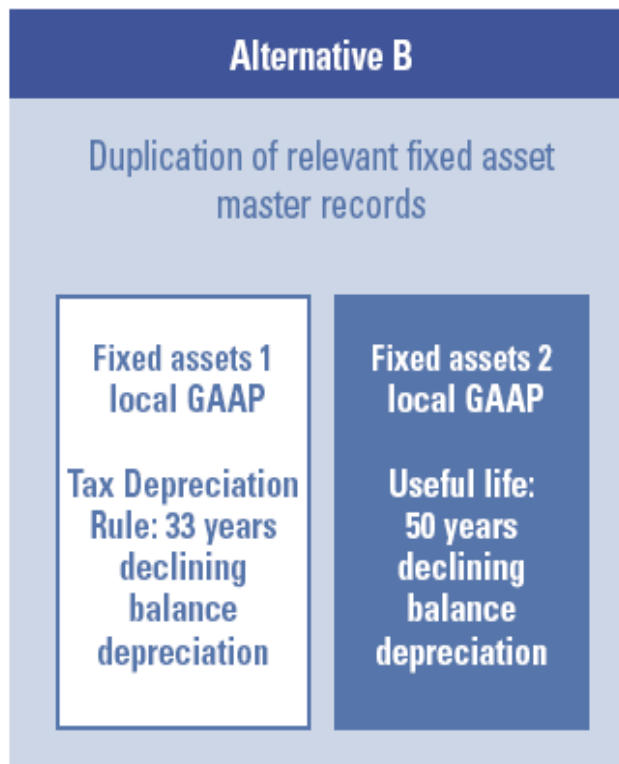 Alternative B
Duplication of relevant fixed asset
master records
Fixed assets 1
local GAAP
Tax Depreciation
Rule: 33 years
declining
balance
depreciation
Fixed assets 2
local GAAP
Useful life:
50 years
declining
balance
depreciation